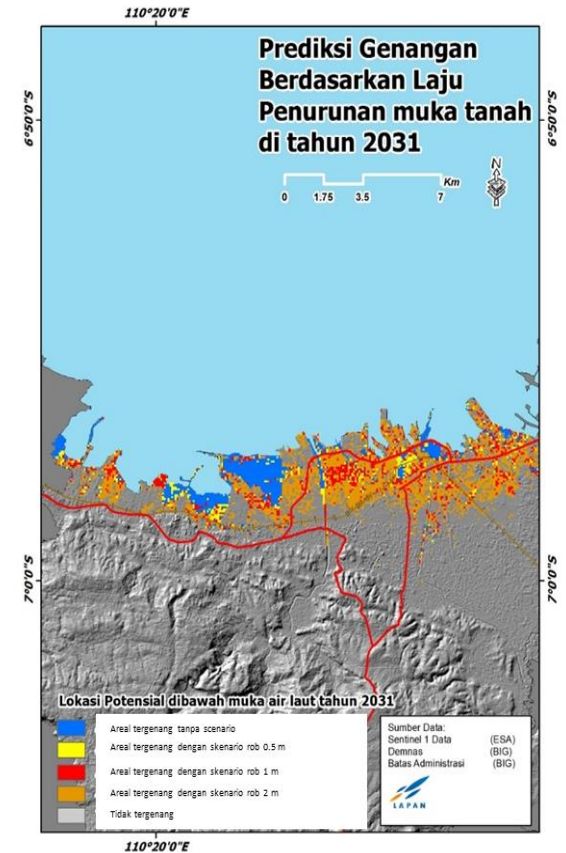 110°20'0"E
Prediksi Genangan
Berdasarkan Laju
Penurunan muka tanah
di tahun 2031
6°50'0"S
6°50'0"S
N
Km
0 1.75 3.5 7
7°0'0"S
7°0'0"S
Lokasi Potensial dibawah muka air laut tahun 2031
Areal tergenang tanpa scenario
Areal tergenang dengan skenario rob 0.5 m
Areal tergenang dengan skenario rob 1 m
Areal tergenang dengan skenario rob 2 m
Tidak tergenang
Sumber Data:
Sentinel 1 Data (ESA)
Demnas (BIG)
Batas Administrasi (BIG)
LAPAN
110°20'0"E